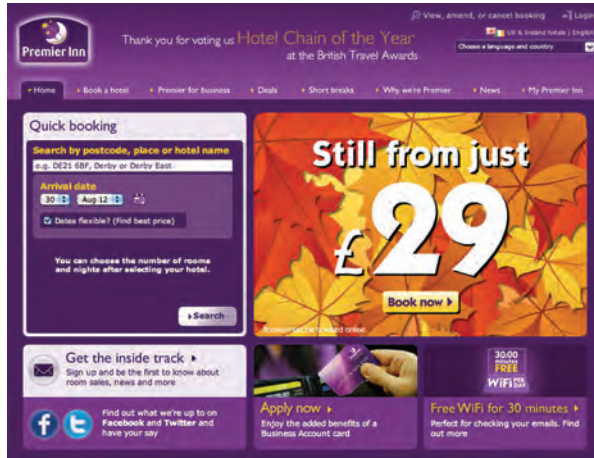 View, amend, or cancel booking Login
Premier Inn
Thank you for voting us Hotel Chain of the Year
at the British Travel Awards
UK & Ireland hotels | English
Choose a language and country
Home Book a hotel Premier for business Deals Short breaks Why we're Premier News My Premier Inn
Quick booking
Search by postcode, place or hotel name
e.g. DE21 6BF, Derby or Derby East
Arrival date
30 Aug 12
Dates flexible? (Find best price)
You can choose the number of rooms
and nights after selecting your hotel.
Search
Still from just
£29
Book now
booked online
Get the inside track
Sign up and be the first to know about
room sales, news and more
Find out what we're up to on
Facebook and Twitter and
have your say
Apply now
Enjoy the added benefits of a
Business Account card
30.00
minutes
FREE
WiFi PER DAY
Free WiFi for 30 minutes
Perfect for checking your emails. Find
out more